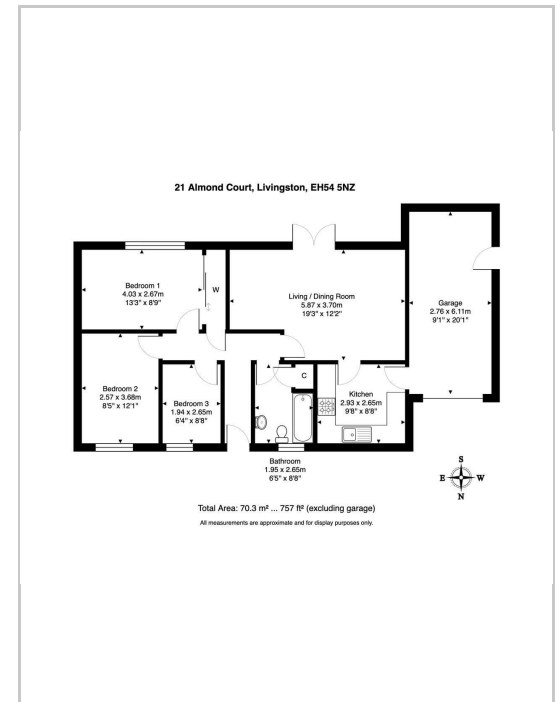 21 Almond Court, Livingston, EH54 5NZ
Bedroom 1
4.03 x 2.67m
13'3" x 8'9"
W
Living / Dining Room
5.87 x 3.70m
19'3" x 12'2"
Garage
2.76 x 6.11m
9'1" x 20'1"
Bedroom 2
2.57 x 3.68m
8'5" x 12'1"
Bedroom 3
1.94 x 2.65m
6'4" x 8'8"
C
Kitchen
2.93 x 2.65m
9'8" x 8'8"
Bathroom
1.95 x 2.65m
6'5" x 8'8"
S
E W
N
Total Area: 70.3 m² ... 757 ft² (excluding garage)
All measurements are approximate and for display purposes only.